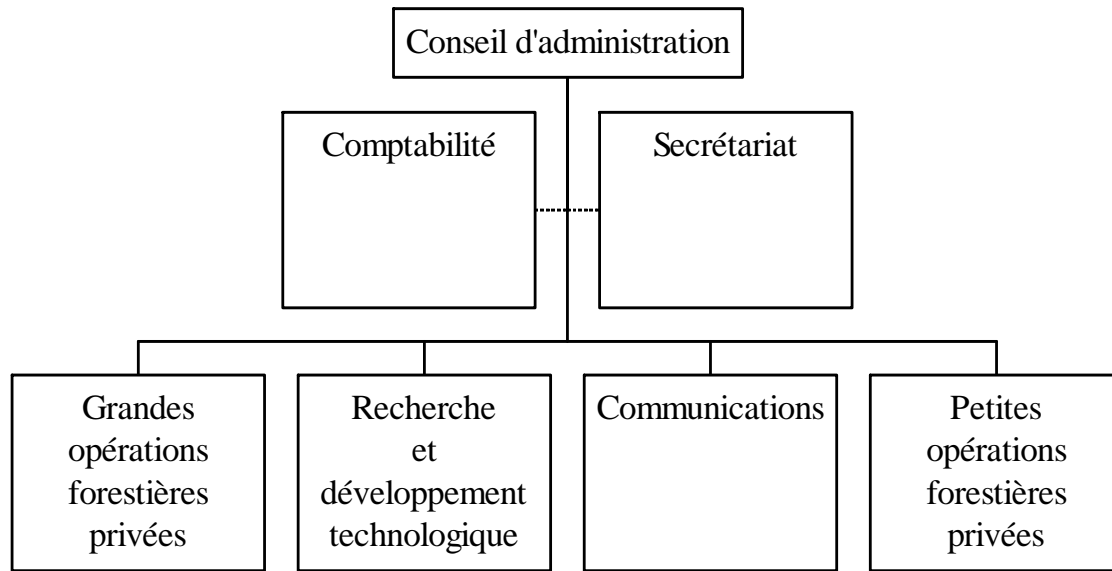 Conseil d'administration
Comptabilité
Secrétariat
Grandes
opérations
forestières
privées
Recherche
et
développement
technologique
Communications
Petites
opérations
forestières
privées